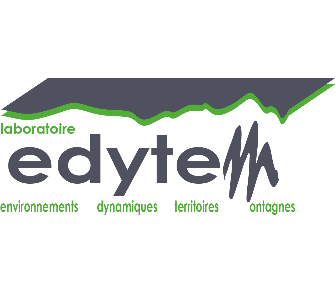 laboratoire
edytem
environnements dynamiques territoires ontagnes